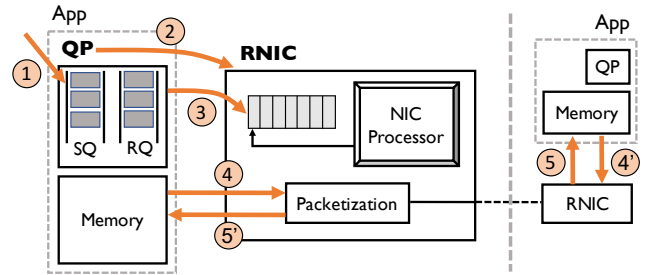 App
QP
2
RNIC
1
SQ
RQ
3
NIC
Processor
Memory
4
5'
Packetization
App
QP
Memory
5
4'
RNIC